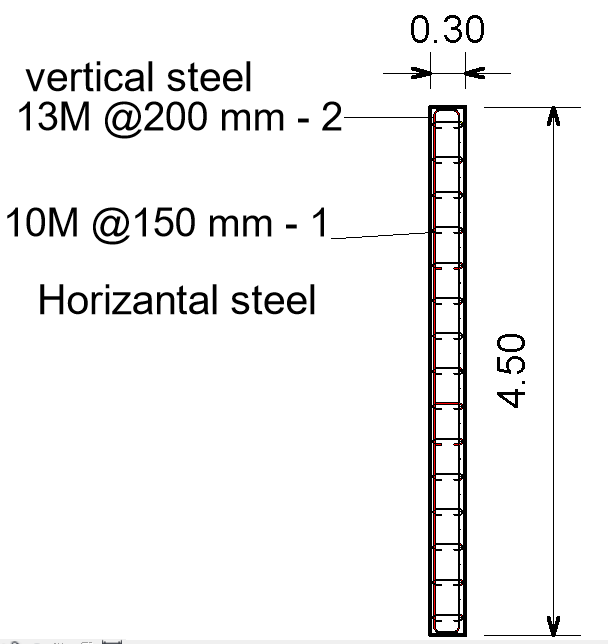 0.30
vertical steel
13M @200 mm - 2
10M @150 mm - 1
Horizantal steel
4.50